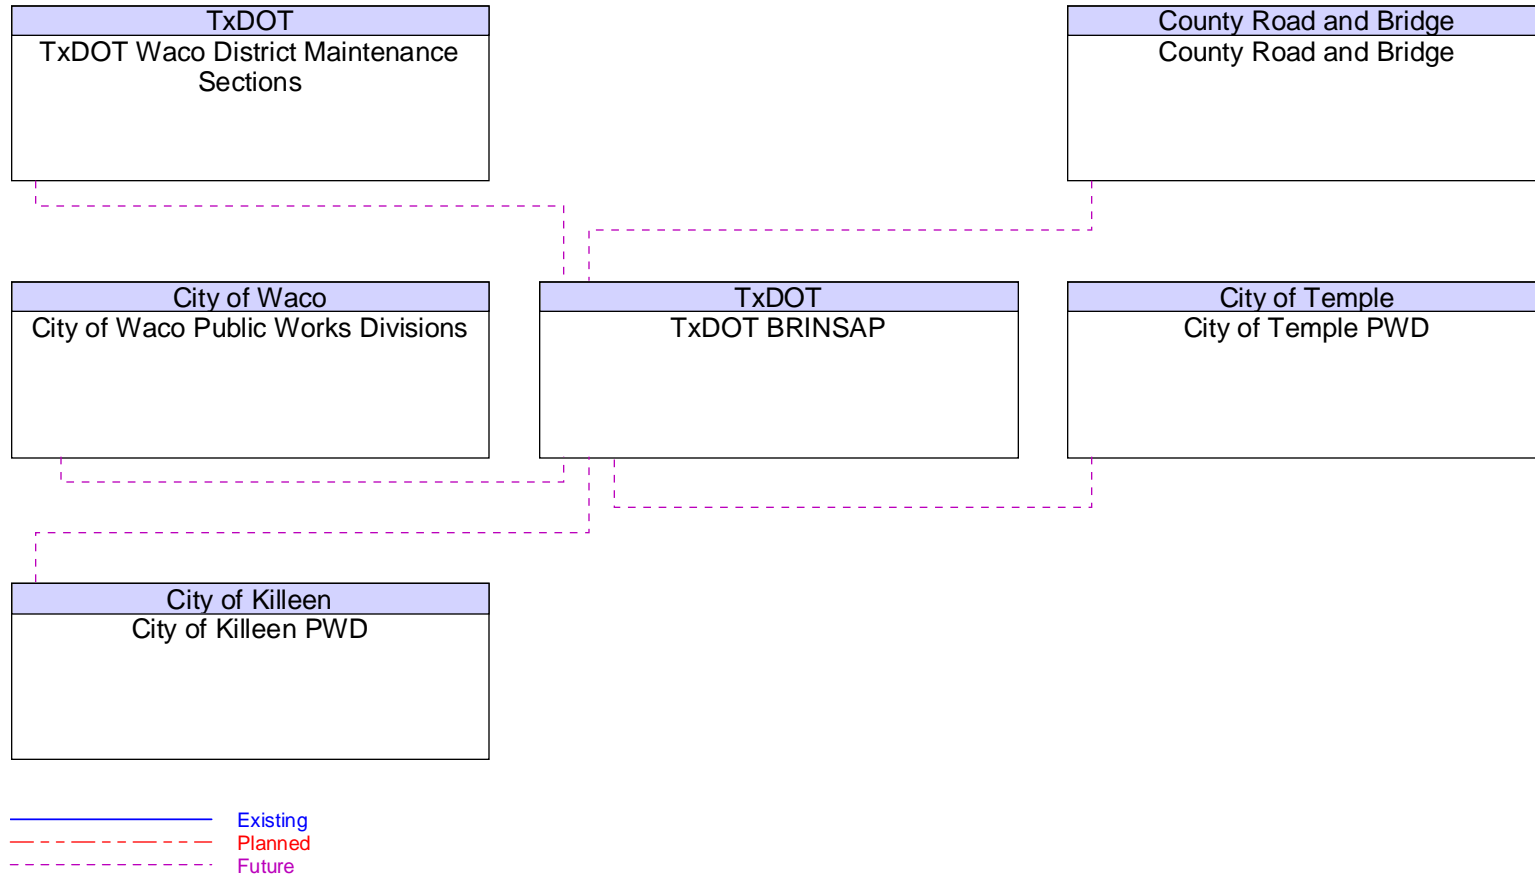 TxDOT
TxDOT Waco District Maintenance
Sections
County Road and Bridge
County Road and Bridge
City of Waco
City of Waco Public Works Divisions
TxDOT
TxDOT BRINSAP
City of Temple
City of Temple PWD
City of Killeen
City of Killeen PWD
Existing
Planned
Future